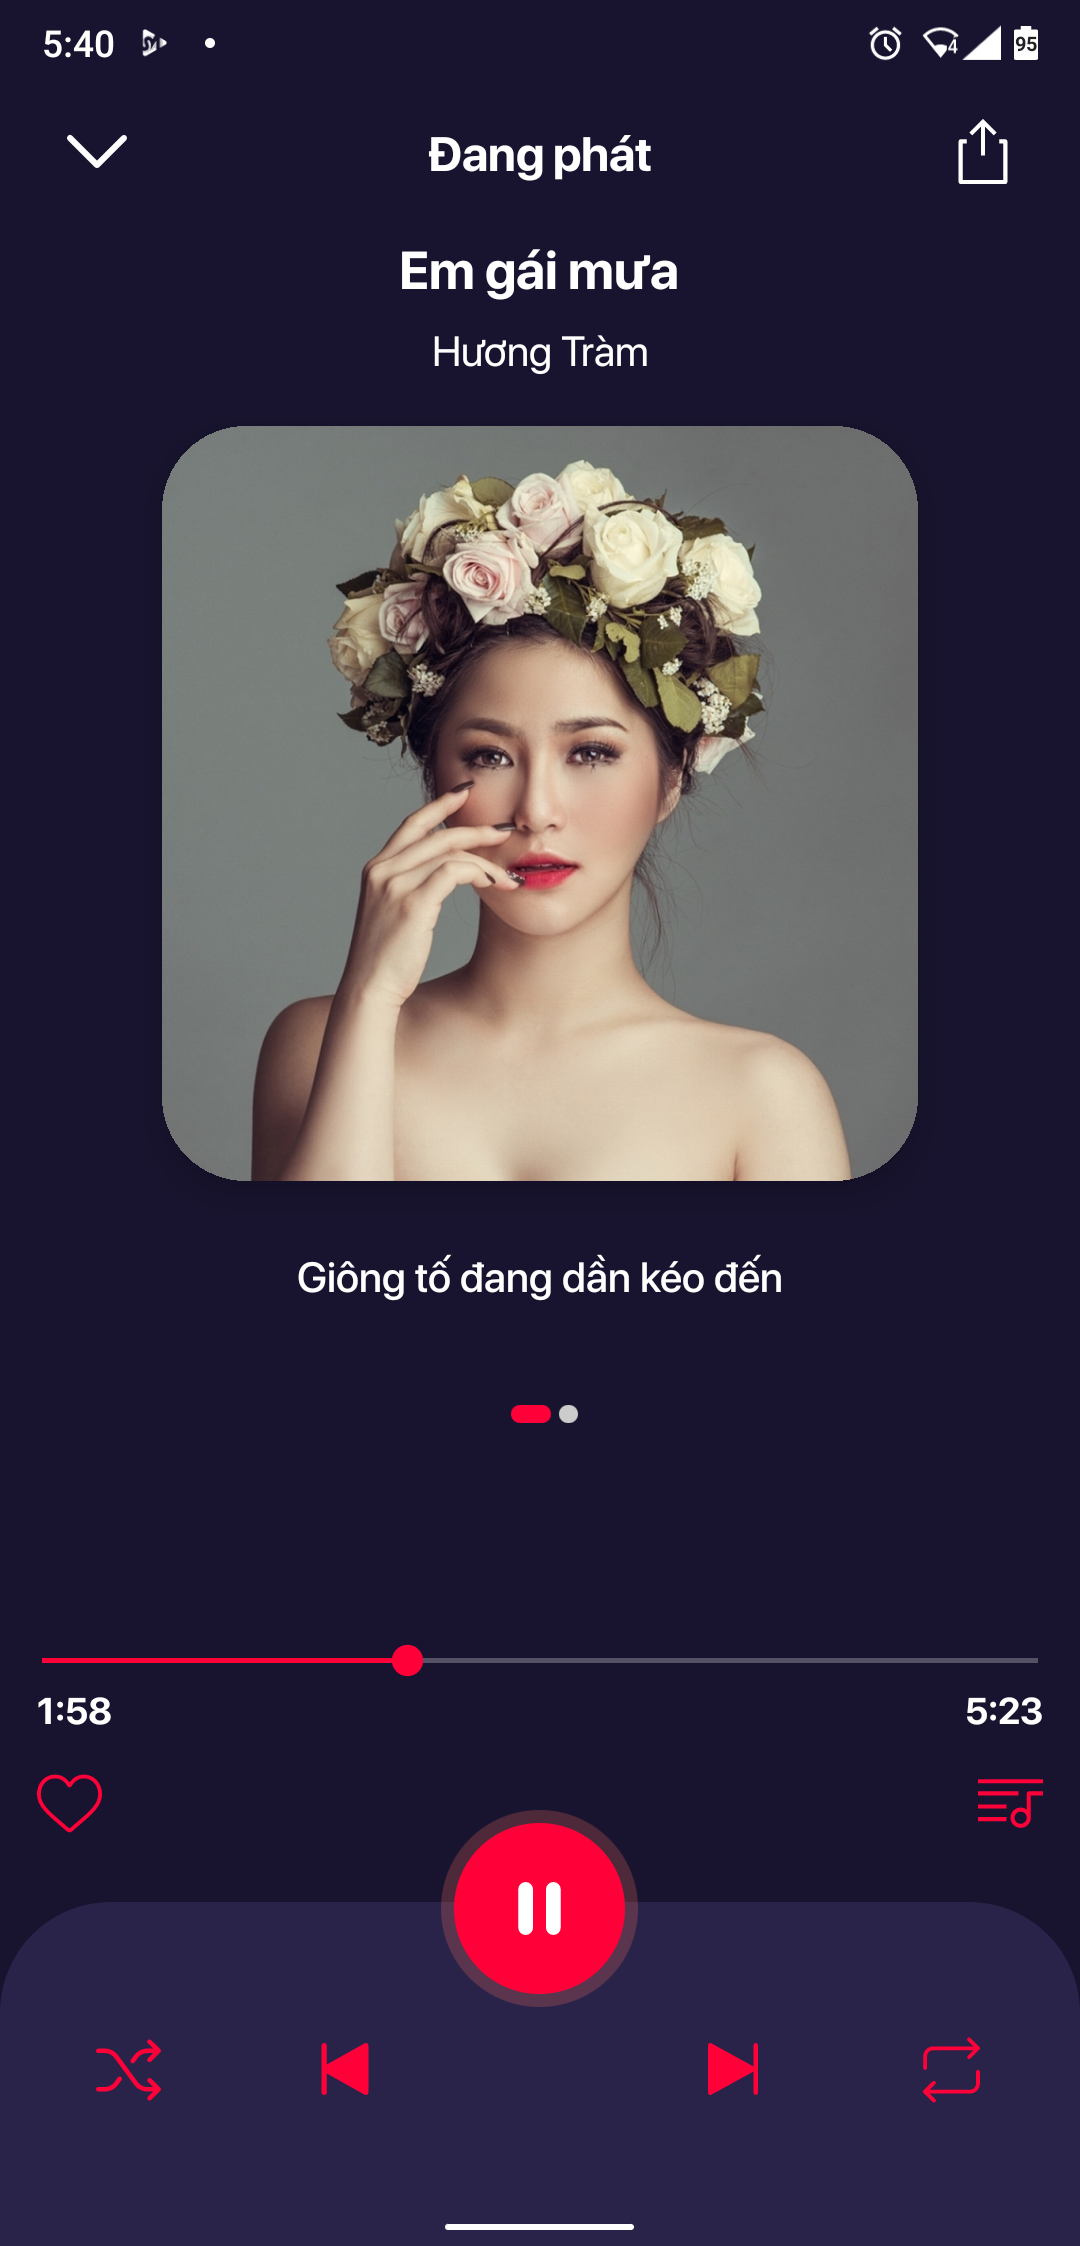 5:40
4
95
Đang phát
Em gái mưa
Hương Tràm
Giông tố đang dần kéo đến
1:58
5:23